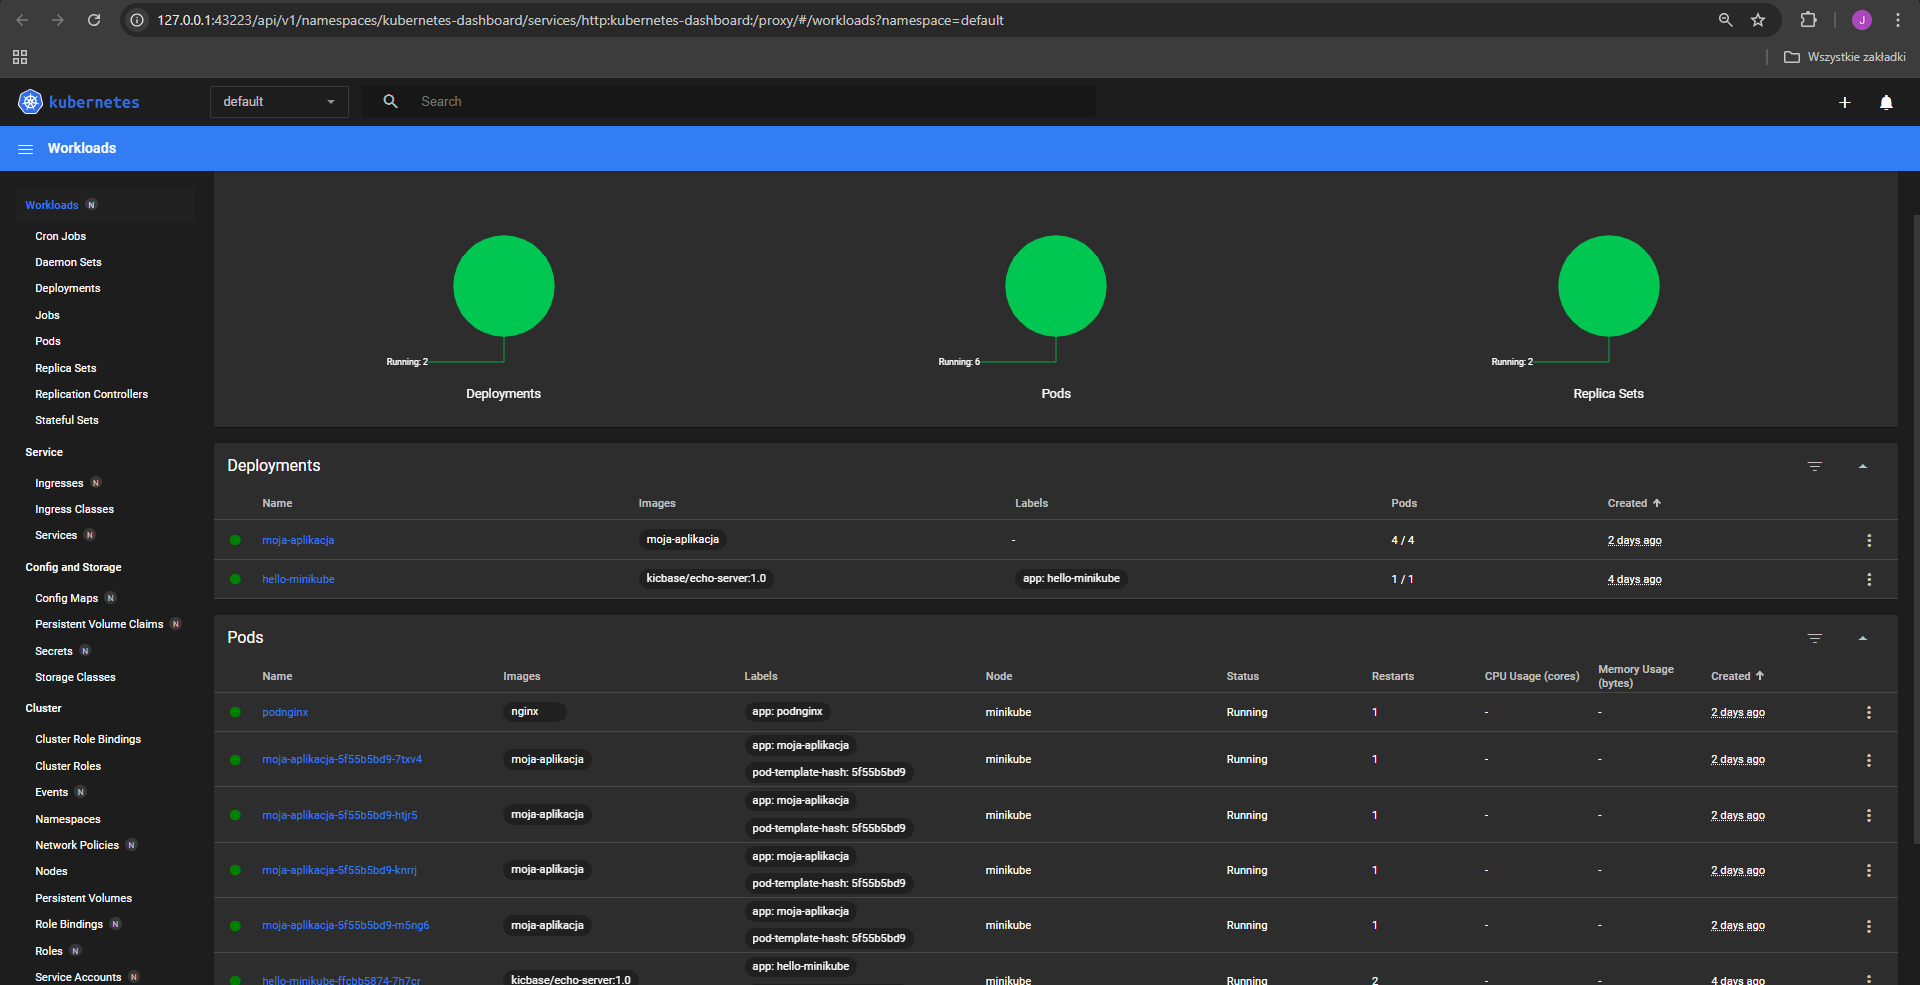 127.0.0.1:43223/api/v1/namespaces/kubernetes-dashboard/services/http:kubernetes-dashboard:/proxy/#/workloads?namespace=default
J
Wszystkie zakładki
kubernetes
default
Search
Workloads
Workloads N
Cron Jobs
Daemon Sets
Deployments
Jobs
Pods
Replica Sets
Replication Controllers
Stateful Sets
Service
Ingresses N
Ingress Classes
Services N
Config and Storage
Config Maps N
Persistent Volume Claims N
Secrets N
Storage Classes
Cluster
Cluster Role Bindings
Cluster Roles
Events N
Namespaces
Network Policies N
Nodes
Persistent Volumes
Role Bindings N
Roles N
Service Accounts N
Running: 2
Deployments
Running: 6
Pods
Running: 2
Replica Sets
Deployments
Name Images Labels Pods Created
moja-aplikacja moja-aplikacja - 4 / 4 2 days ago
hello-minikube kicbase/echo-server:1.0 app: hello-minikube 1 / 1 4 days ago
Pods
Name Images Labels Node Status Restarts CPU Usage (cores) Memory Usage (bytes) Created
podnginx nginx app: podnginx minikube Running 1 - - 2 days ago
moja-aplikacja-5f55b5bd9-7txv4 moja-aplikacja app: moja-aplikacja pod-template-hash: 5f55b5bd9 minikube Running 1 - - 2 days ago
moja-aplikacja-5f55b5bd9-htjr5 moja-aplikacja app: moja-aplikacja pod-template-hash: 5f55b5bd9 minikube Running 1 - - 2 days ago
moja-aplikacja-5f55b5bd9-knrrj moja-aplikacja app: moja-aplikacja pod-template-hash: 5f55b5bd9 minikube Running 1 - - 2 days ago
moja-aplikacja-5f55b5bd9-m5ng6 moja-aplikacja app: moja-aplikacja pod-template-hash: 5f55b5bd9 minikube Running 1 - - 2 days ago
hello-minikube-ffcbb5874-7h7cr kicbase/echo-server:1.0 app: hello-minikube minikube Running 2 - - 4 days ago